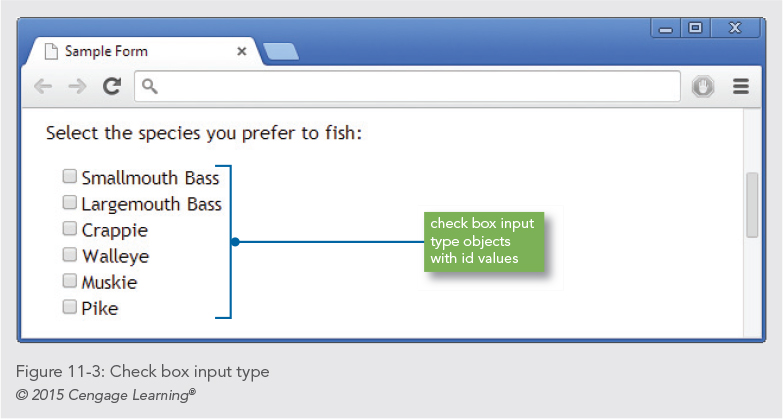 Sample Form
Select the species you prefer to fish:
Smallmouth Bass
Largemouth Bass
Crappie
Walleye
Muskie
Pike
check box input
type objects
with id values
Figure 11-3: Check box input type
© 2015 Cengage Learning®